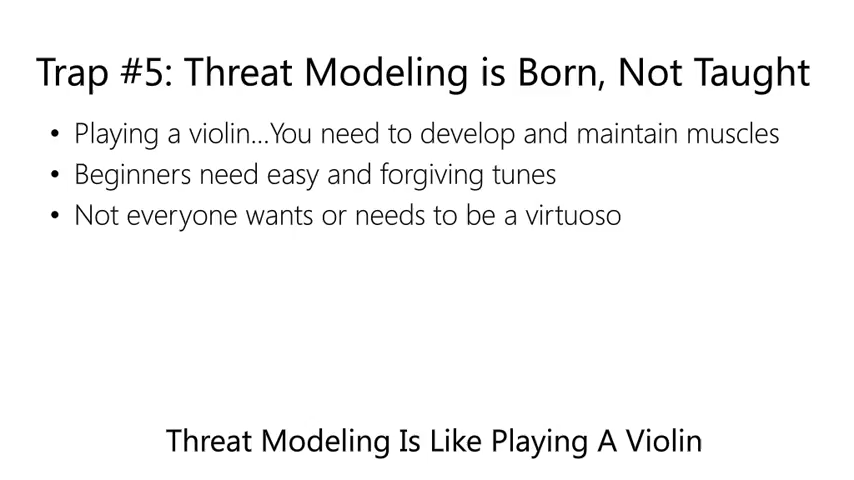 Trap #5: Threat Modeling is Born, Not Taught
• Playing a violin...You need to develop and maintain muscles
• Beginners need easy and forgiving tunes
• Not everyone wants or needs to be a virtuoso
Threat Modeling Is Like Playing A Violin